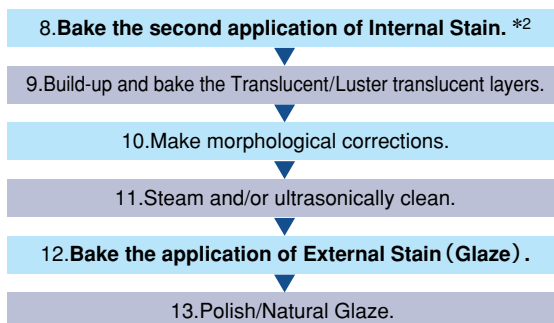 8.Bake the second application of Internal Stain. *2
9.Build-up and bake the Translucent/Luster translucent layers.
10.Make morphological corrections.
11.Steam and/or ultrasonically clean.
12.Bake the application of External Stain（Glaze）.
13.Polish/Natural Glaze.